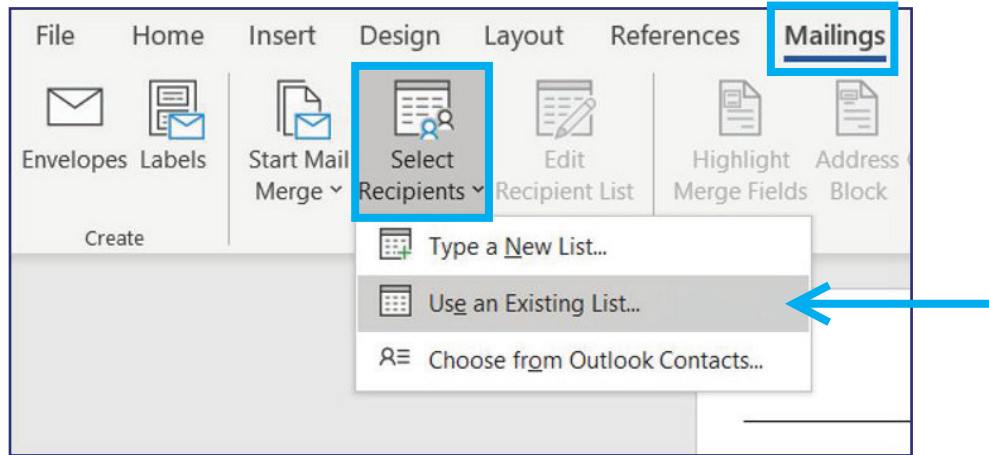 File Home Insert Design Layout References Mailings
Envelopes Labels Start Mail Select Edit Highlight Address
Merge Recipients Recipient List Merge Fields Block
Create
Type a New List...
Use an Existing List...
Choose from Outlook Contacts...